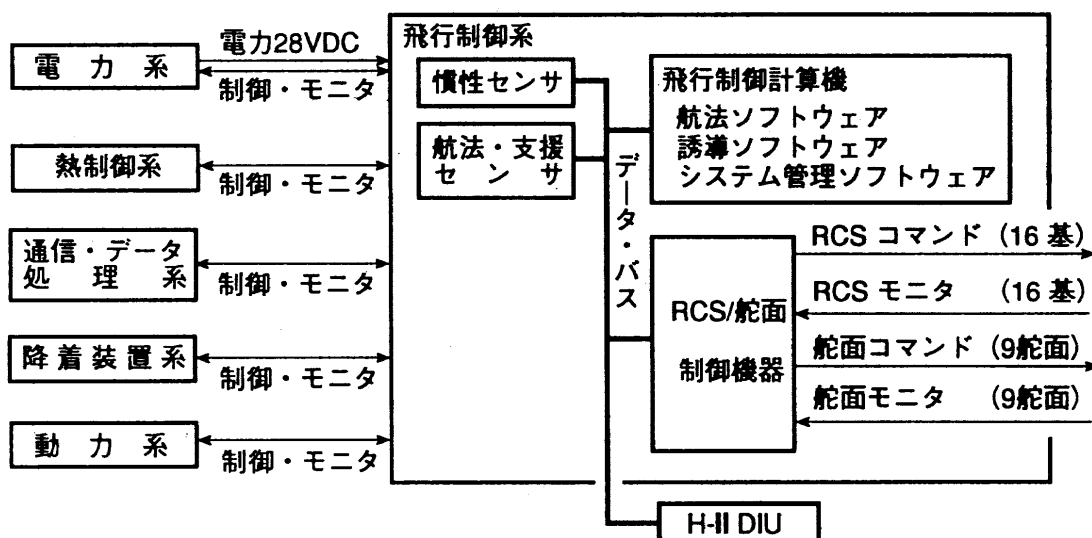 電力系
電力28VDC
制御・モニタ
熱制御系
制御・モニタ
通信・データ
処理系
制御・モニタ
降着装置系
制御・モニタ
動力系
制御・モニタ
飛行制御系
慣性センサ
航法・支援
センサ
データ・バス
飛行制御計算機
航法ソフトウェア
誘導ソフトウェア
システム管理ソフトウェア
RCS/舵面
制御機器
RCS コマンド (16 基)
RCS モニタ (16 基)
舵面コマンド (9舵面)
舵面モニタ (9舵面)
H-II DIU